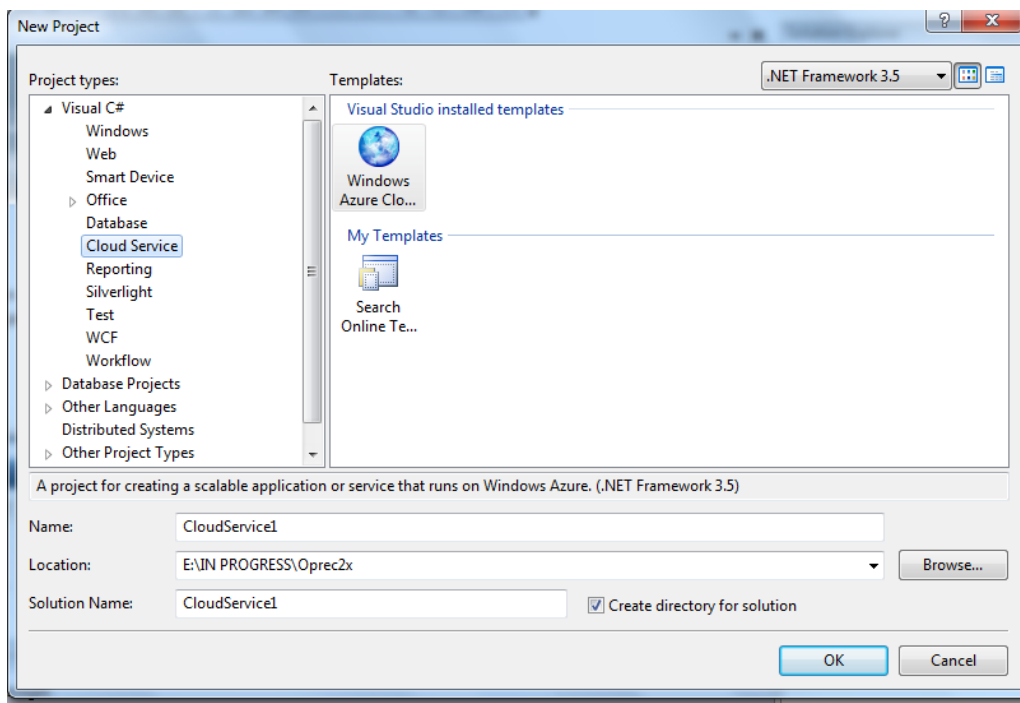 New Project
Project types:
Templates:
.NET Framework 3.5
Visual C#
Windows
Web
Smart Device
Office
Database
Cloud Service
Reporting
Silverlight
Test
WCF
Workflow
Database Projects
Other Languages
Distributed Systems
Other Project Types
Visual Studio installed templates
Windows
Azure Clo...
My Templates
Search
Online Te...
A project for creating a scalable application or service that runs on Windows Azure. (.NET Framework 3.5)
Name:
CloudService1
Location:
E:\IN PROGRESS\Oprec2x
Browse...
Solution Name:
CloudService1
Create directory for solution
OK
Cancel